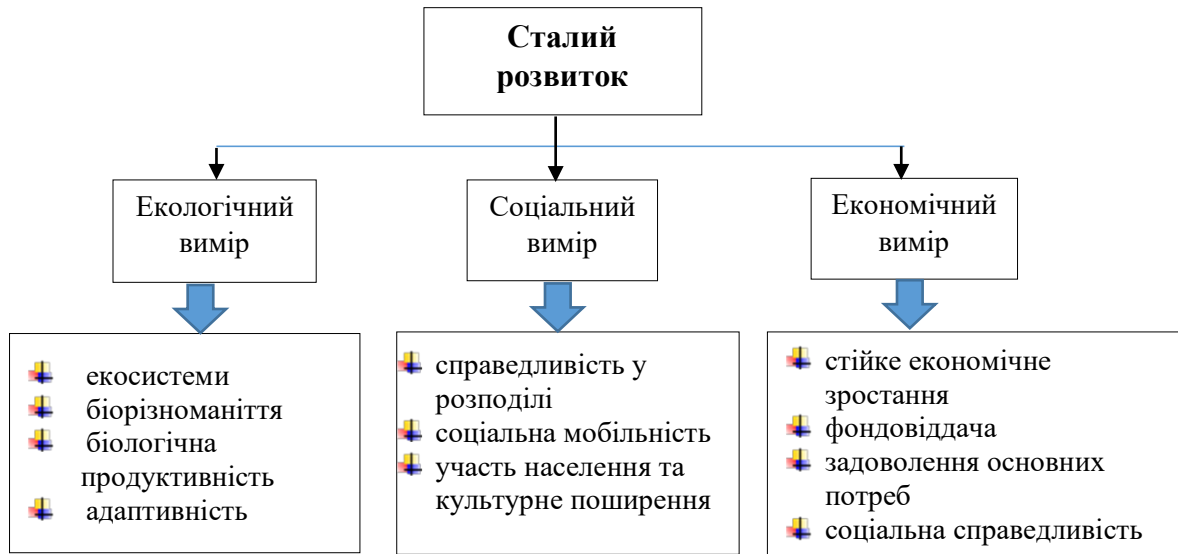 Сталий
розвиток
Екологічний
вимір
Соціальний
вимір
Економічний
вимір
екосистеми
біорізноманіття
біологічна
продуктивність
адаптивність
справедливість у
розподілі
соціальна мобільність
участь населення та
культурне поширення
стійке економічне
зростання
фондовіддача
задоволення основних
потреб
соціальна справедливість